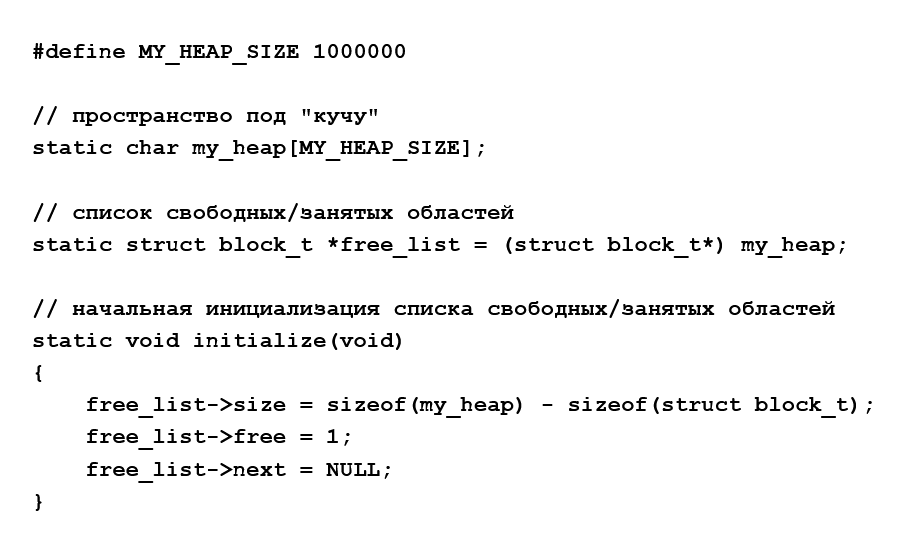 #define MY_HEAP_SIZE 1000000
// пространство под "кучу"
static char my_heap[MY_HEAP_SIZE];
// список свободных/занятых областей
static struct block_t *free_list = (struct block_t*) my_heap;
// начальная инициализация списка свободных/занятых областей
static void initialize(void)
{
    free_list->size = sizeof(my_heap) - sizeof(struct block_t);
    free_list->free = 1;
    free_list->next = NULL;
}